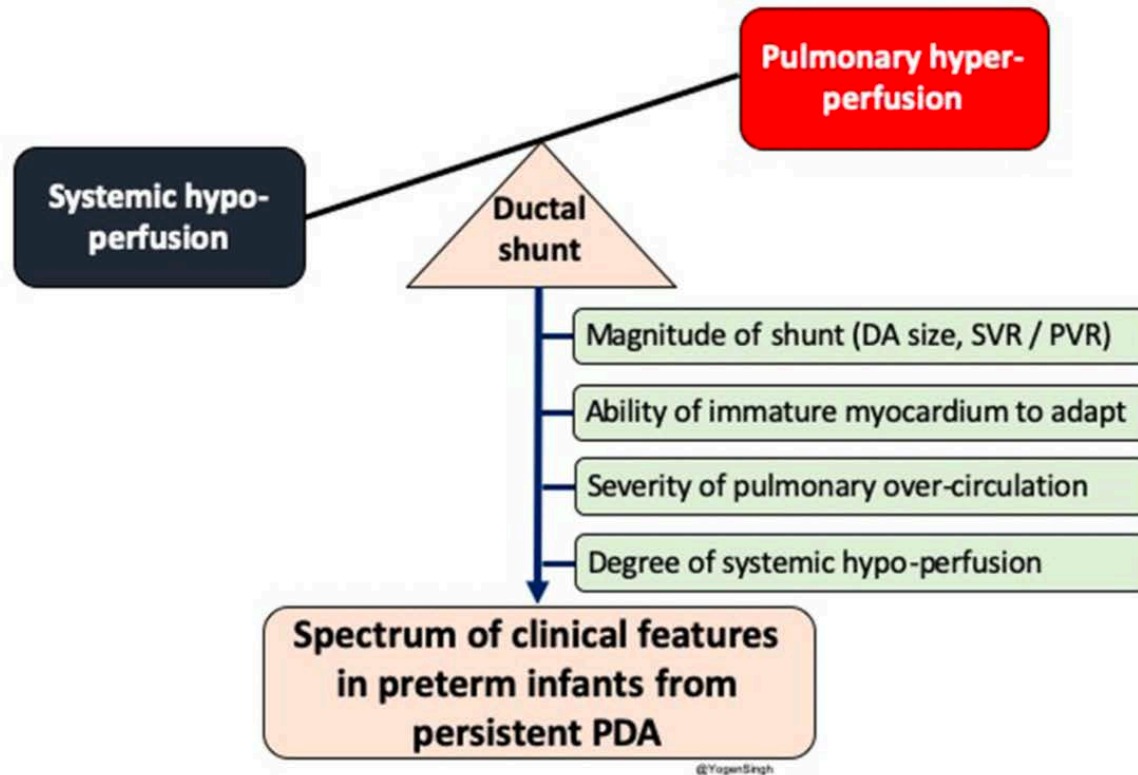 Pulmonary hyper-
perfusion
Systemic hypo-
perfusion
Ductal
shunt
Magnitude of shunt (DA size, SVR / PVR)
Ability of immature myocardium to adapt
Severity of pulmonary over-circulation
Degree of systemic hypo-perfusion
Spectrum of clinical features
in preterm infants from
persistent PDA
@YogenSingh